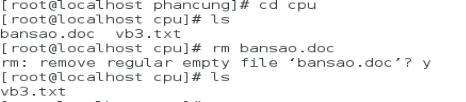 [root@localhost phancung]# cd cpu
[root@localhost cpu]# ls
bansao.doc  vb3.txt
[root@localhost cpu]# rm bansao.doc
rm: remove regular empty file ‘bansao.doc’? y
[root@localhost cpu]# ls
vb3.txt